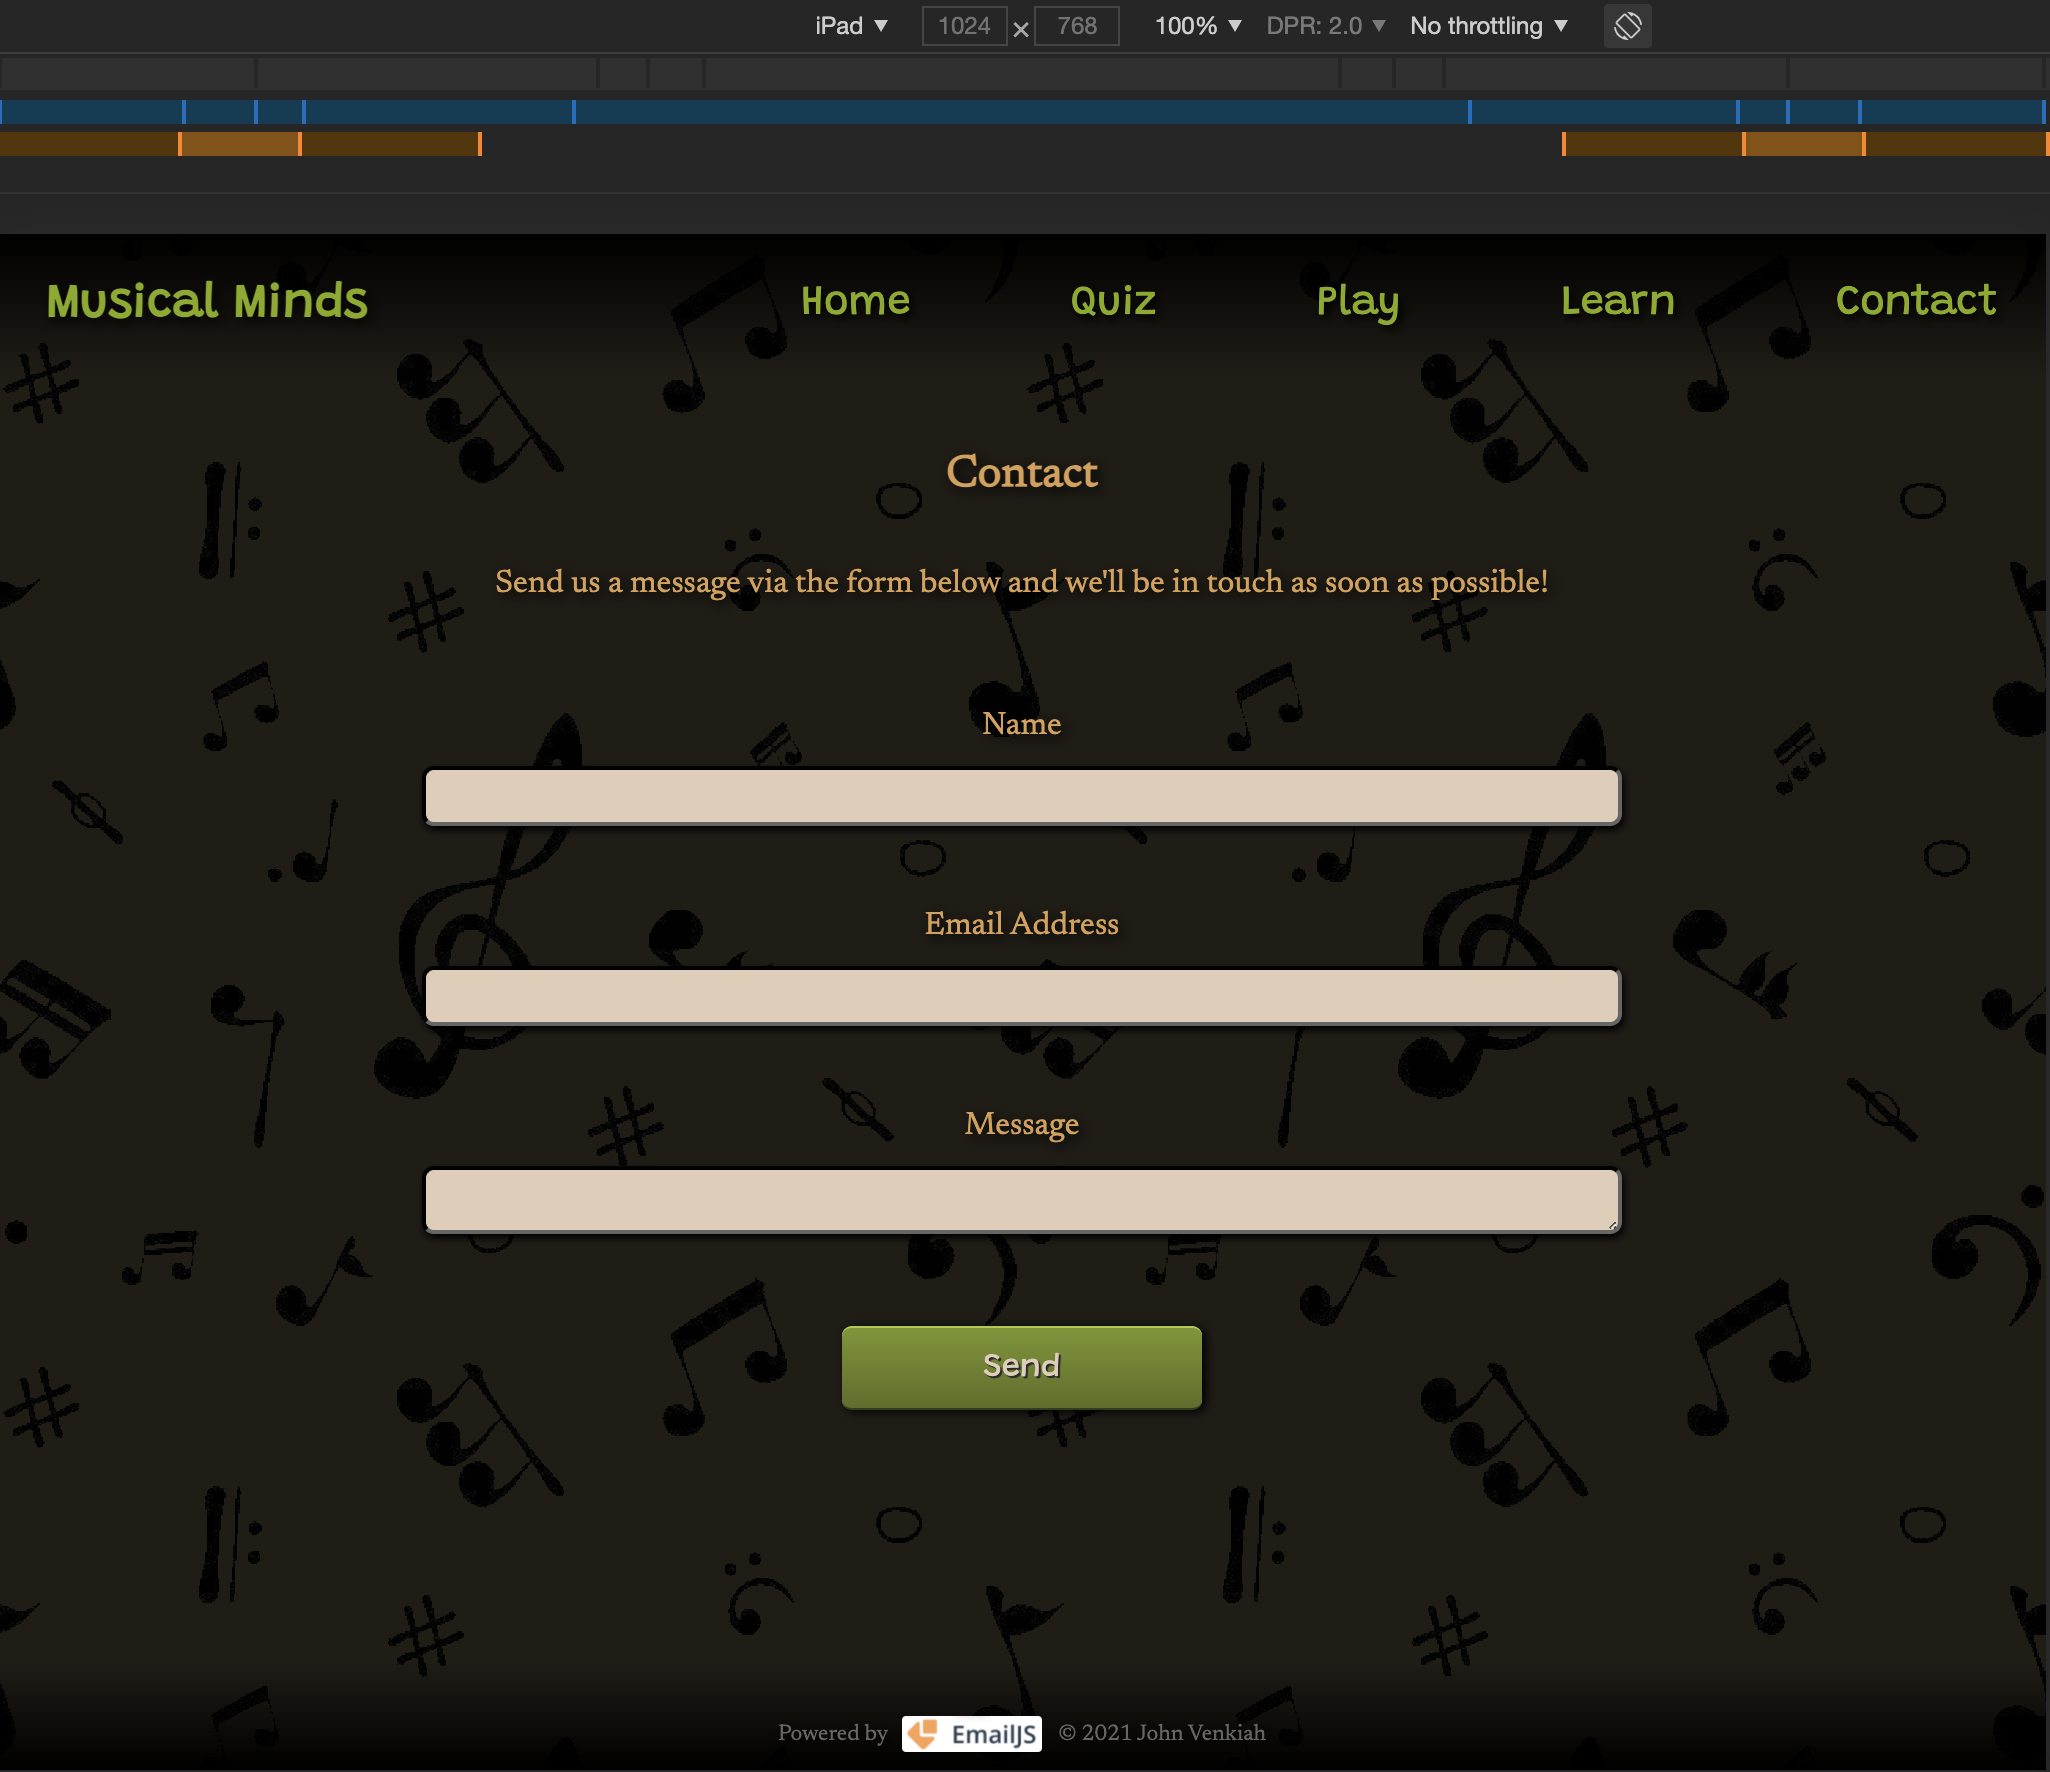 iPad ▼ 1024 × 768 100% ▼ DPR: 2.0 ▼ No throttling ▼
Musical Minds Home Quiz Play Learn Contact
Contact
Send us a message via the form below and we'll be in touch as soon as possible!
Name
Email Address
Message
Send
Powered by EmailJS © 2021 John Venkiah